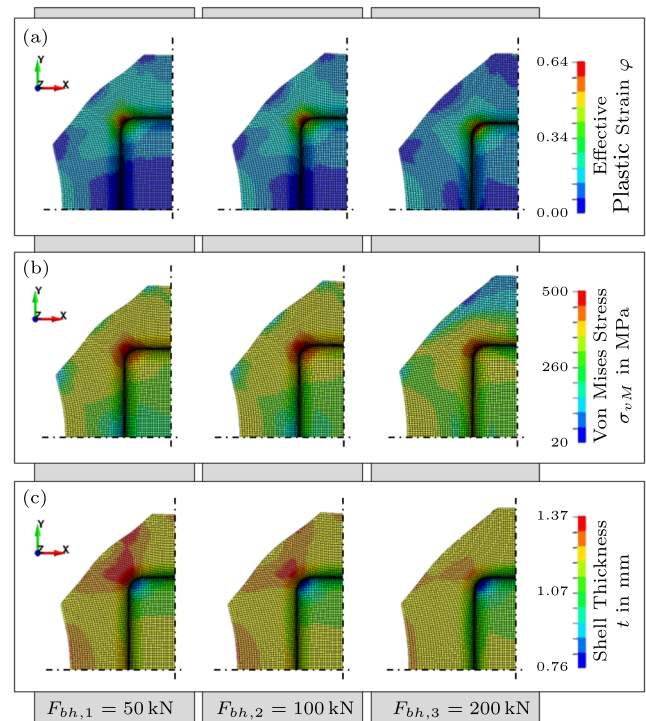 (a)
Y
Z X
0.64
0.34
0.00
Effective
Plastic Strain φ
(b)
Y
Z X
500
260
20
Von Mises Stress
σvM in MPa
(c)
Y
Z X
1.37
1.07
0.76
Shell Thickness
t in mm
Fbh,1 = 50 kN
Fbh,2 = 100 kN
Fbh,3 = 200 kN